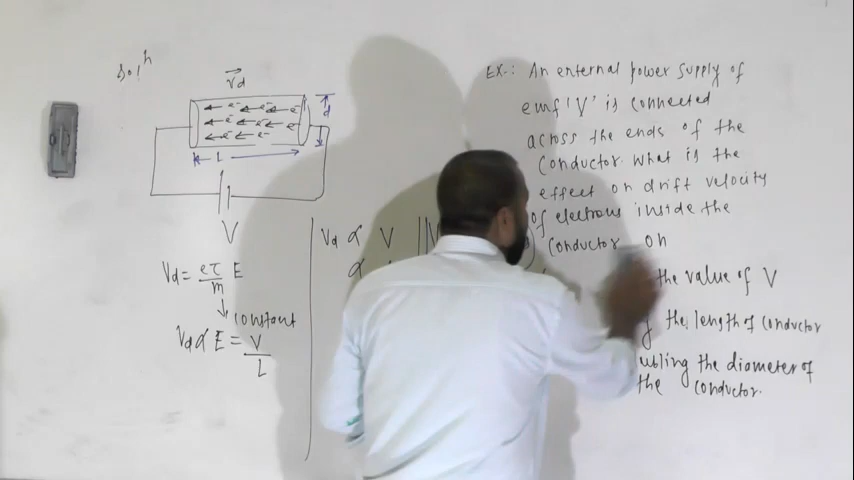 Solⁿ
EX.: An external power supply of
emf 'V' is connected
across the ends of the
conductor. What is the
effect on drift velocity
of electrons inside the
conductor on
the value of V
the length of conductor
ubling the diameter of
the conductor.
vd
e⁻ e⁻ e⁻
e⁻ e⁻ e⁻
e⁻ e⁻
d
L
V
Vd = eτ/m E
constant
Vd ∝ E = V/L
Vd ∝ V
∝